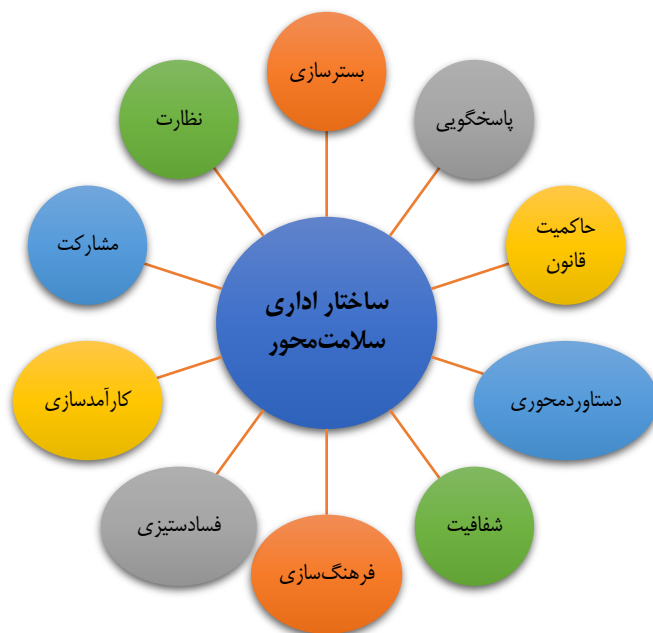 بسترسازی
پاسخگویی
حاکمیت
قانون
دستاوردمحوری
شفافیت
فرهنگ‌سازی
فسادستیزی
کارآمدسازی
مشارکت
نظارت
ساختار اداری
سلامت‌محور